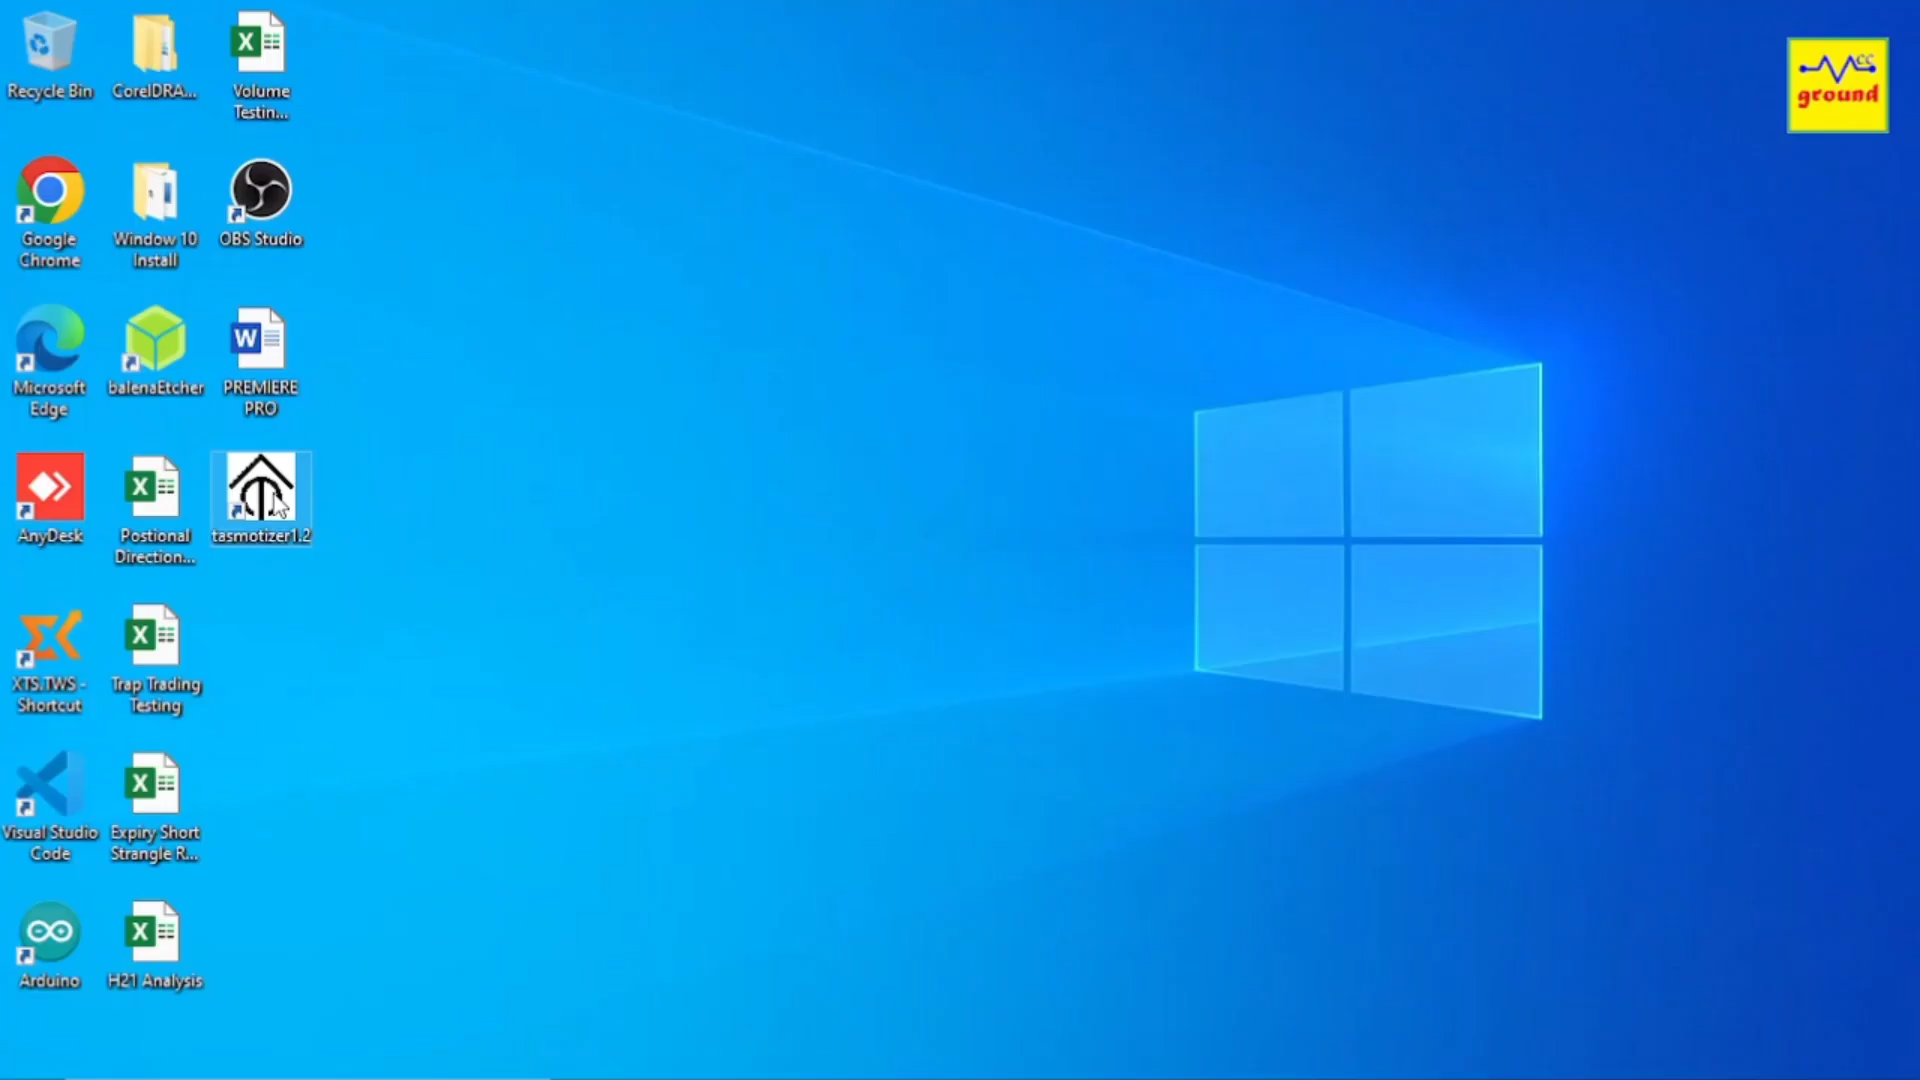 Recycle Bin
CorelDRA...
Volume
Testin...
Google
Chrome
Window 10
Install
OBS Studio
Microsoft
Edge
balenaEtcher
PREMIERE
PRO
AnyDesk
Postional
Direction...
tasmotizer1.2
XTS.TWS -
Shortcut
Trap Trading
Testing
Visual Studio
Code
Expiry Short
Strangle R...
Arduino
H21 Analysis
CC
ground